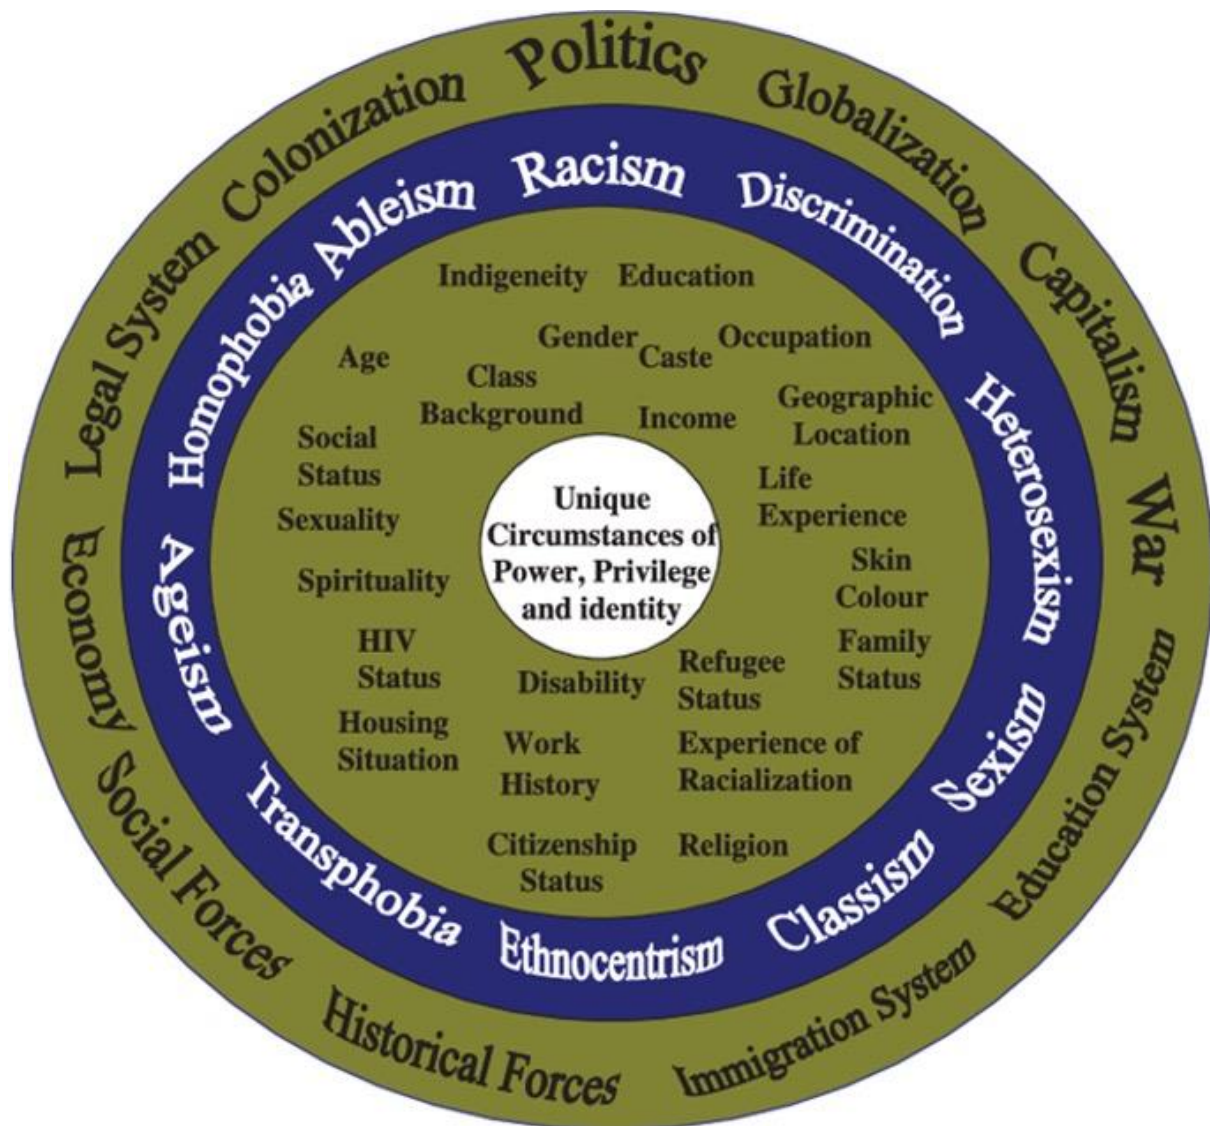 Politics
Globalization
Capitalism
War
Education System
Immigration System
Historical Forces
Social Forces
Economy
Legal System
Colonization
Racism
Discrimination
Heterosexism
Sexism
Classism
Ethnocentrism
Transphobia
Ageism
Homophobia
Ableism
Indigeneity
Education
Gender
Caste
Occupation
Age
Class
Background
Income
Geographic
Location
Social
Status
Life
Experience
Sexuality
Skin
Colour
Spirituality
HIV
Status
Disability
Refugee
Status
Family
Status
Housing
Situation
Work
History
Experience of
Racialization
Citizenship
Status
Religion
Unique
Circumstances of
Power, Privilege
and identity